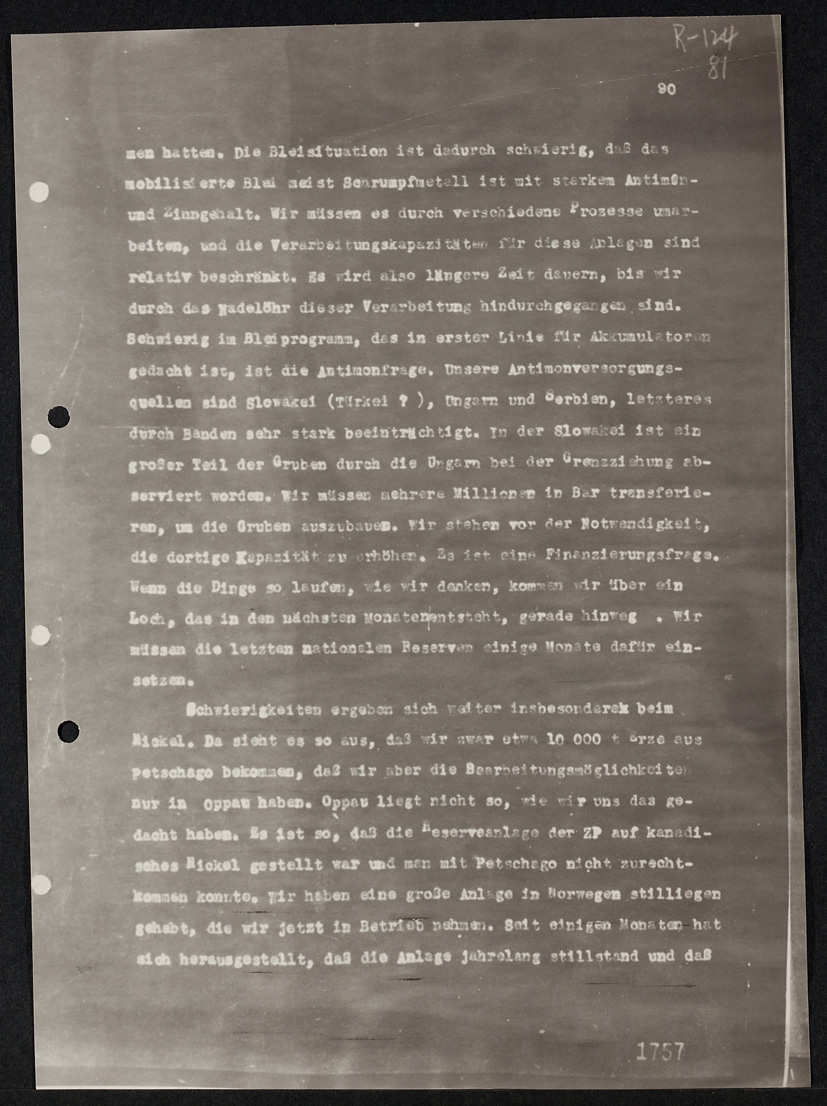 R-124
81
90
men hatten. Die Bleisituation ist dadurch schwierig, daß das
mobilisierte Blei meist Schrumpfmetall ist mit starkem Antimon-
und Zinngehalt. Wir müssen es durch verschiedene Prozesse umar-
beiten, und die Verarbeitungskapazitäten für diese Anlagen sind
relativ beschränkt. Es wird also längere Zeit dauern, bis wir
durch das Nadelöhr dieser Verarbeitung hindurchgegangen sind.
Schwierig im Bleiprogramm, das in erster Linie für Akkumulatoren
gedacht ist, ist die Antimonfrage. Unsere Antimonversorgungs-
quellen sind Slowakei (Türkei ? ), Ungarn und Serbien, letzteres
durch Banden sehr stark beeinträchtigt. In der Slowakei ist ein
großer Teil der Gruben durch die Ungarn bei der Grenzziehung ab-
serviert worden. Wir müssen mehrere Millionen in Bar transferie-
ren, um die Gruben auszubauen. Wir stehen vor der Notwendigkeit,
die dortige Kapazität zu erhöhen. Es ist eine Finanzierungsfrage.
Wenn die Dinge so laufen, wie wir denken, kommen wir über ein
Loch, das in den nächsten Monaten entsteht, gerade hinweg . Wir
müssen die letzten nationalen Reserven einige Monate dafür ein-
setzen.
Schwierigkeiten ergeben sich weiter insbesonderek beim
Nickel. Da sieht es so aus, daß wir zwar etwa 10 000 t Erze aus
Petschago bekommen, daß wir aber die Bearbeitungsmöglichkeiten
nur in Oppau haben. Oppau liegt nicht so, wie wir uns das ge-
dacht haben. Es ist so, daß die Reserveanlage der ZP auf kanadi-
sches Nickel gestellt war und man mit Petschago nicht zurecht-
kommen konnte. Wir haben eine große Anlage in Norwegen stilliegen
gehabt, die wir jetzt in Betrieb nehmen. Seit einigen Monaten hat
sich herausgestellt, daß die Anlage jahrelang stillstand und daß
1757